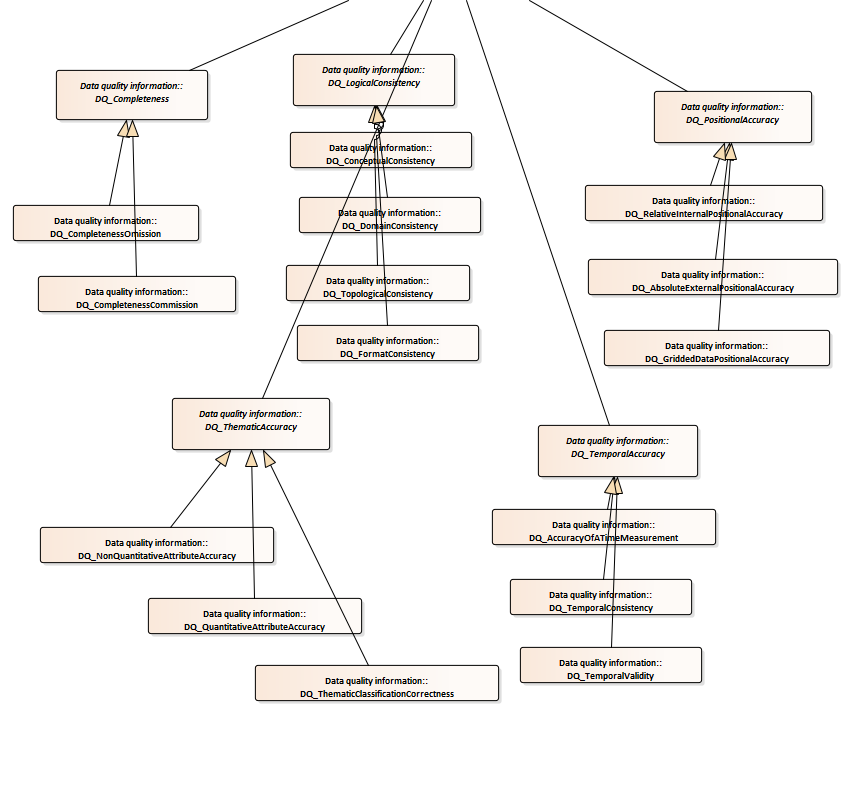 Data quality information::
DQ_Completeness
Data quality information::
DQ_LogicalConsistency
Data quality information::
DQ_PositionalAccuracy
Data quality information::
DQ_ConceptualConsistency
Data quality information::
DQ_RelativeInternalPositionalAccuracy
Data quality information::
DQ_CompletenessOmission
Data quality information::
DQ_DomainConsistency
Data quality information::
DQ_AbsoluteExternalPositionalAccuracy
Data quality information::
DQ_CompletenessCommission
Data quality information::
DQ_TopologicalConsistency
Data quality information::
DQ_FormatConsistency
Data quality information::
DQ_GriddedDataPositionalAccuracy
Data quality information::
DQ_ThematicAccuracy
Data quality information::
DQ_TemporalAccuracy
Data quality information::
DQ_NonQuantitativeAttributeAccuracy
Data quality information::
DQ_AccuracyOfATimeMeasurement
Data quality information::
DQ_QuantitativeAttributeAccuracy
Data quality information::
DQ_TemporalConsistency
Data quality information::
DQ_ThematicClassificationCorrectness
Data quality information::
DQ_TemporalValidity